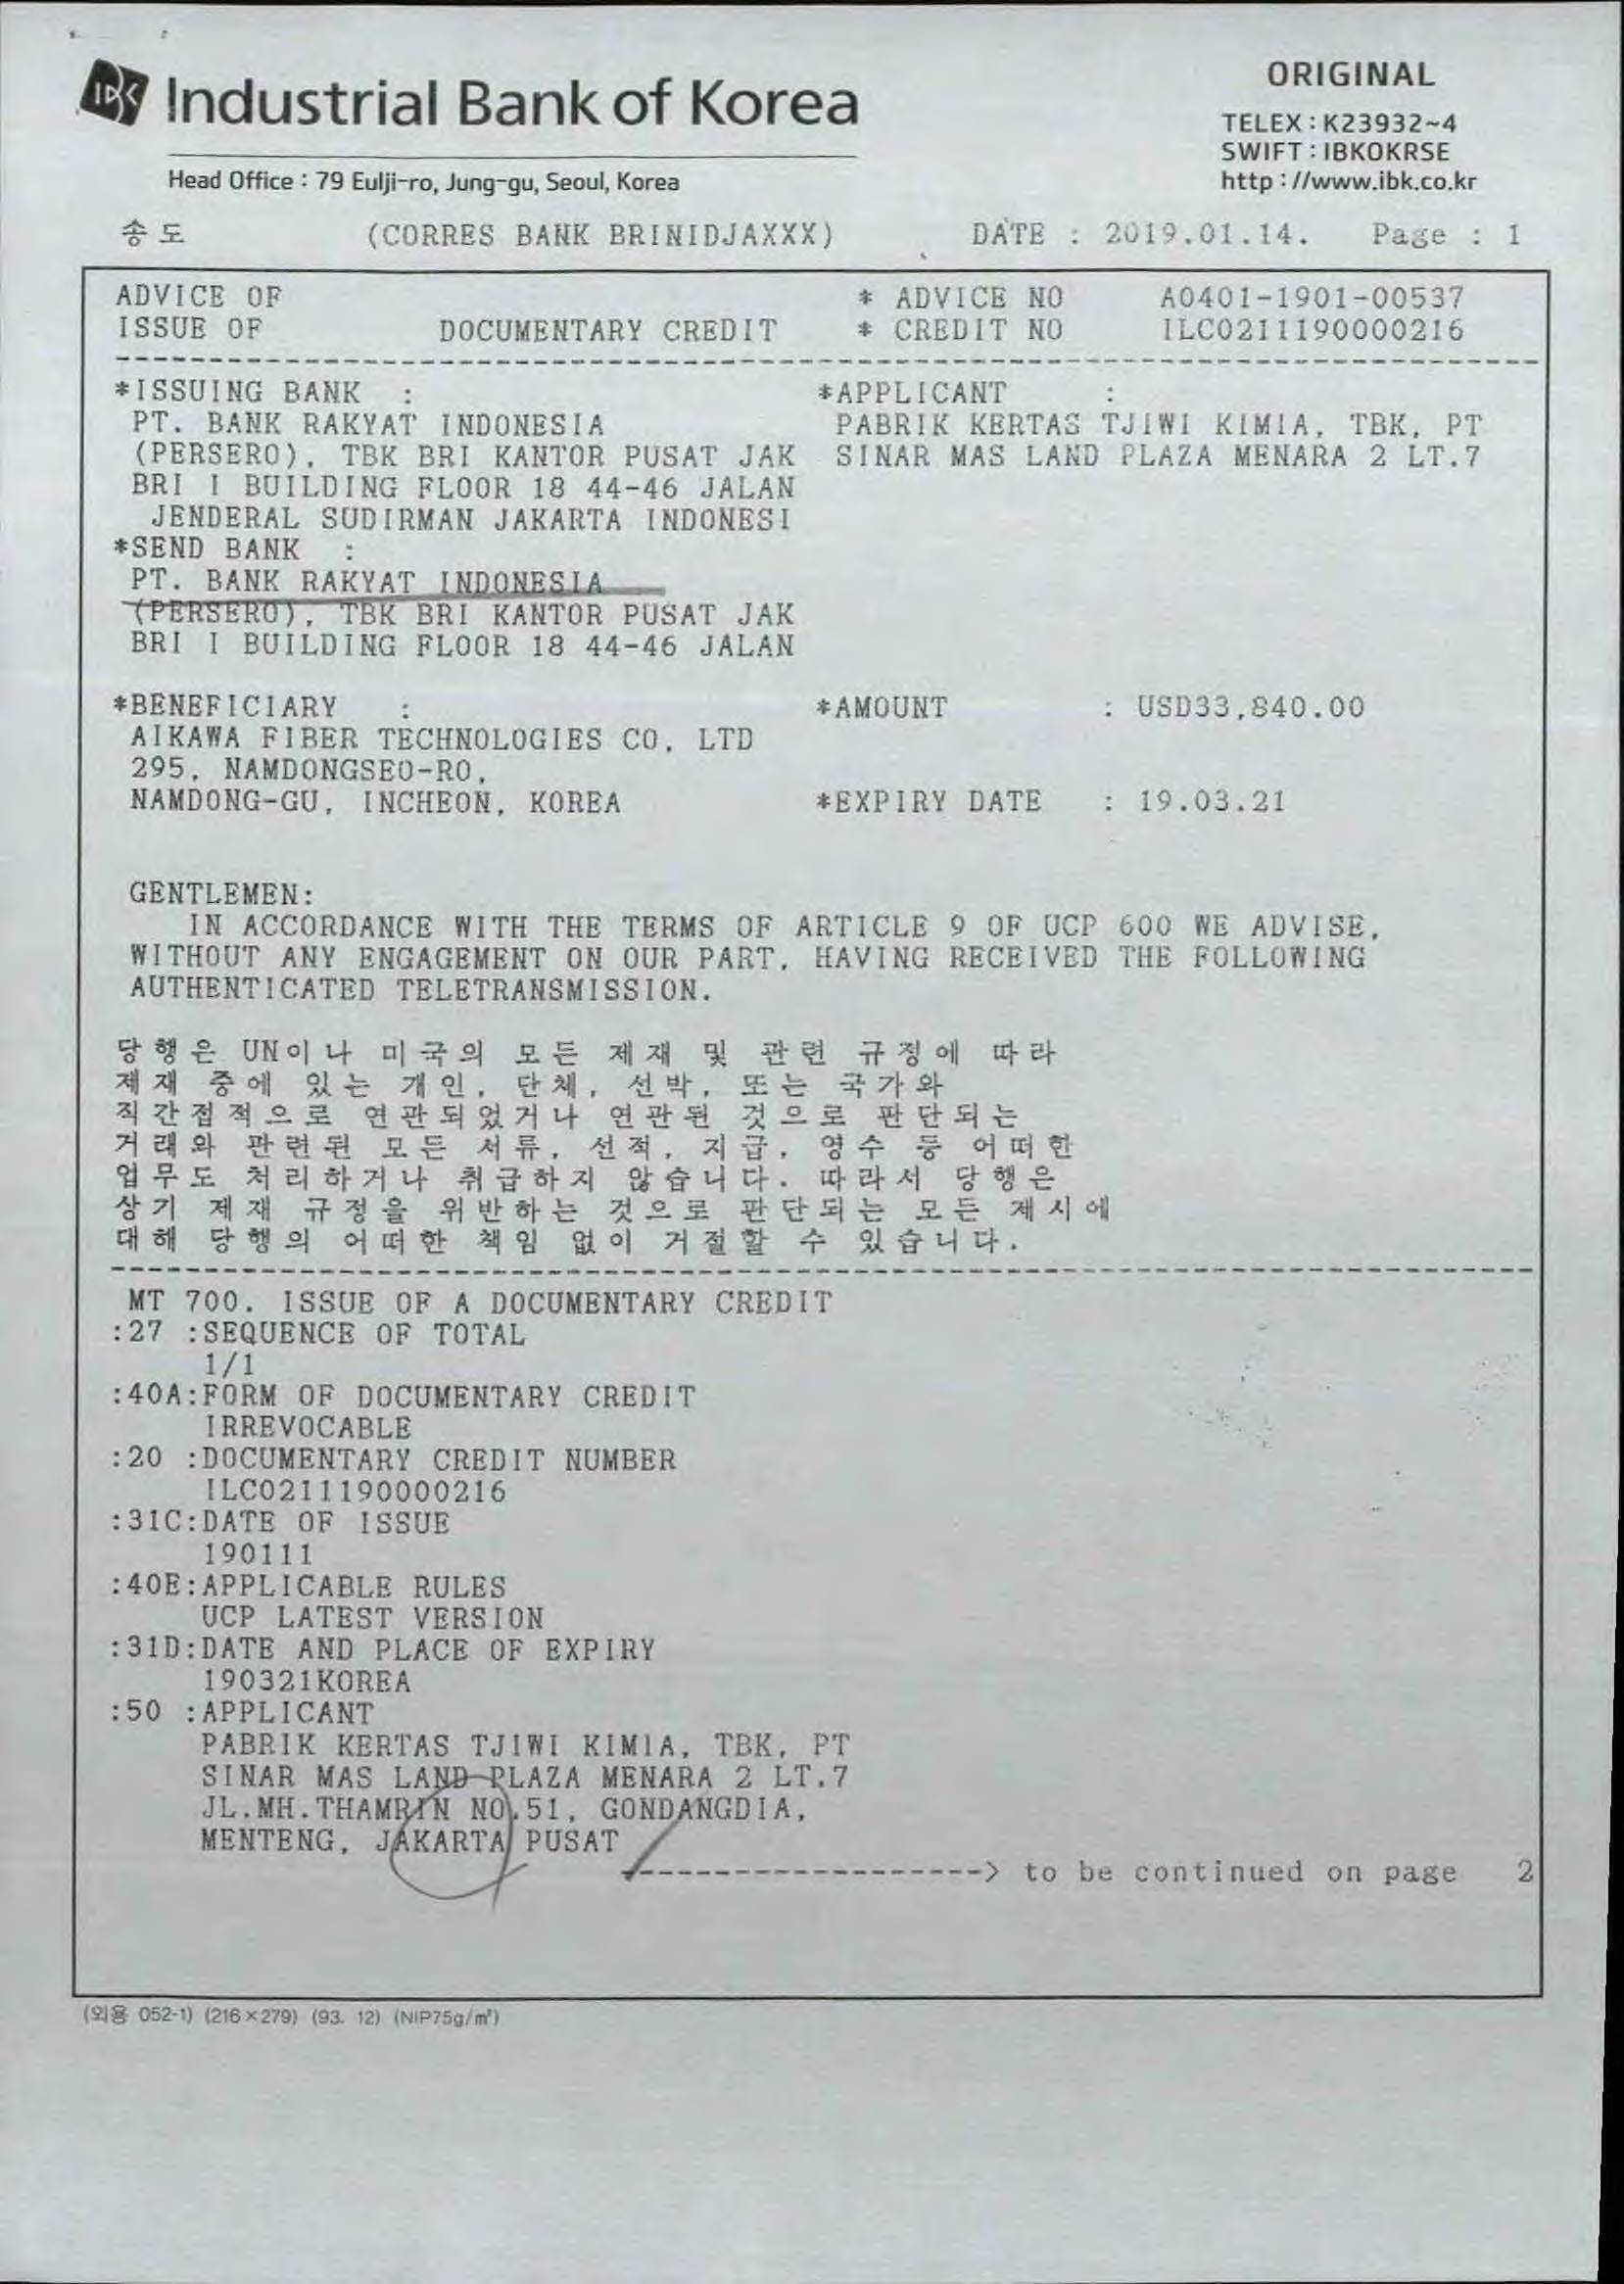 IBK Industrial Bank of Korea
ORIGINAL
TELEX : K23932~4
SWIFT : IBKOKRSE
http : //www.ibk.co.kr
Head Office : 79 Eulji-ro, Jung-gu, Seoul, Korea
송도 (CORRES BANK BRINIDJAXXX) DATE : 2019.01.14. Page : 1
ADVICE OF * ADVICE NO A0401-1901-00537
ISSUE OF DOCUMENTARY CREDIT * CREDIT NO ILC0211190000216
*ISSUING BANK : *APPLICANT :
PT. BANK RAKYAT INDONESIA PABRIK KERTAS TJIWI KIMIA, TBK, PT
(PERSERO), TBK BRI KANTOR PUSAT JAK SINAR MAS LAND PLAZA MENARA 2 LT.7
BRI I BUILDING FLOOR 18 44-46 JALAN
JENDERAL SUDIRMAN JAKARTA INDONESI
*SEND BANK :
PT. BANK RAKYAT INDONESIA
(PERSERO), TBK BRI KANTOR PUSAT JAK
BRI I BUILDING FLOOR 18 44-46 JALAN
*BENEFICIARY : *AMOUNT : USD33,840.00
AIKAWA FIBER TECHNOLOGIES CO, LTD
295, NAMDONGSEO-RO,
NAMDONG-GU, INCHEON, KOREA *EXPIRY DATE : 19.03.21
GENTLEMEN:
IN ACCORDANCE WITH THE TERMS OF ARTICLE 9 OF UCP 600 WE ADVISE,
WITHOUT ANY ENGAGEMENT ON OUR PART, HAVING RECEIVED THE FOLLOWING
AUTHENTICATED TELETRANSMISSION.
당행은 UN이나 미국의 모든 제재 및 관련 규정에 따라
제재 중에 있는 개인, 단체, 선박, 또는 국가와
직간접적으로 연관되었거나 연관된 것으로 판단되는
거래와 관련된 모든 서류, 선적, 지급, 영수 등 어떠한
업무도 처리하거나 취급하지 않습니다. 따라서 당행은
상기 제재 규정을 위반하는 것으로 판단되는 모든 제시에
대해 당행의 어떠한 책임 없이 거절할 수 있습니다.
MT 700. ISSUE OF A DOCUMENTARY CREDIT
:27 :SEQUENCE OF TOTAL
1/1
:40A:FORM OF DOCUMENTARY CREDIT
IRREVOCABLE
:20 :DOCUMENTARY CREDIT NUMBER
ILC0211190000216
:31C:DATE OF ISSUE
190111
:40E:APPLICABLE RULES
UCP LATEST VERSION
:31D:DATE AND PLACE OF EXPIRY
190321KOREA
:50 :APPLICANT
PABRIK KERTAS TJIWI KIMIA, TBK, PT
SINAR MAS LAND PLAZA MENARA 2 LT.7
JL.MH.THAMRIN NO.51, GONDANGDIA,
MENTENG, JAKARTA PUSAT
-------------------> to be continued on page 2
(외용 052-1) (216×279) (93. 12) (NIP75g/㎡)